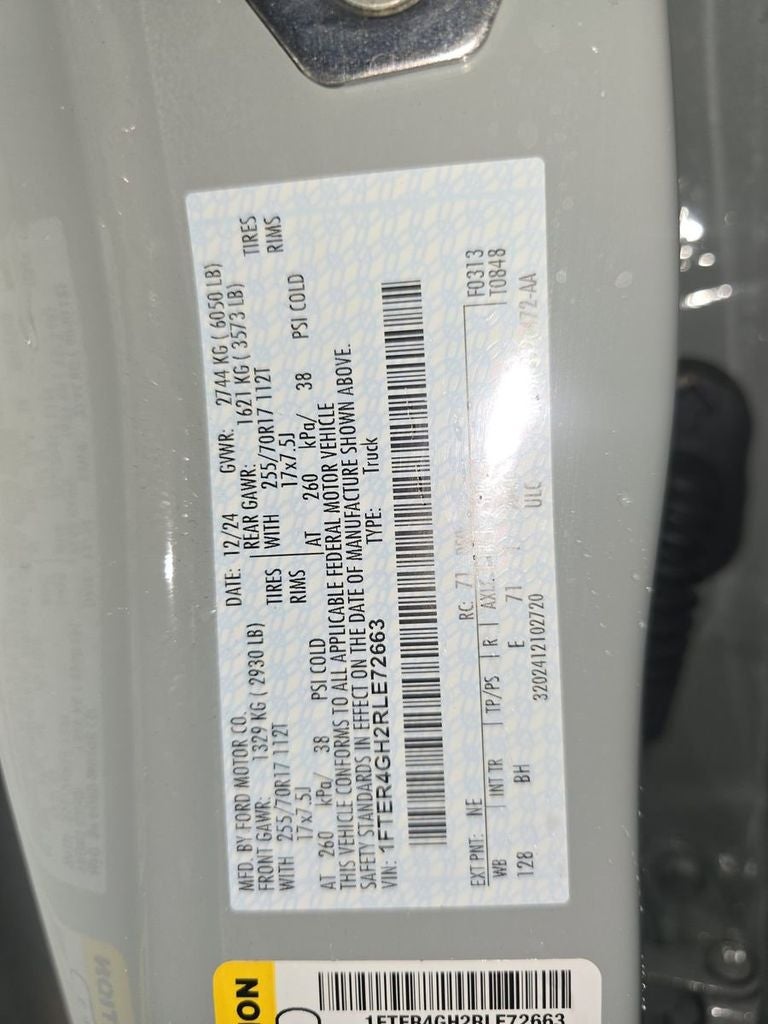 MFD. BY FORD MOTOR CO. DATE: 12/24 GVWR: 2744 KG ( 6050 LB)
FRONT GAWR: 1329 KG ( 2930 LB) REAR GAWR: 1621 KG ( 3573 LB)
WITH 255/70R17 112T TIRES WITH 255/70R17 112T TIRES
17x7.5J RIMS 17x7.5J RIMS
AT 260 kPa/ 38 PSI COLD AT 260 kPa/ 38 PSI COLD
THIS VEHICLE CONFORMS TO ALL APPLICABLE FEDERAL MOTOR VEHICLE
SAFETY STANDARDS IN EFFECT ON THE DATE OF MANUFACTURE SHOWN ABOVE.
VIN: 1FTER4GH2RLE72663 TYPE: Truck
EXT PNT: NE RC: 71 F0313
WB INT TR TP/PS R T0848
128 BH E 71 ULC
3202412102720
1FTER4GH2RLE72663